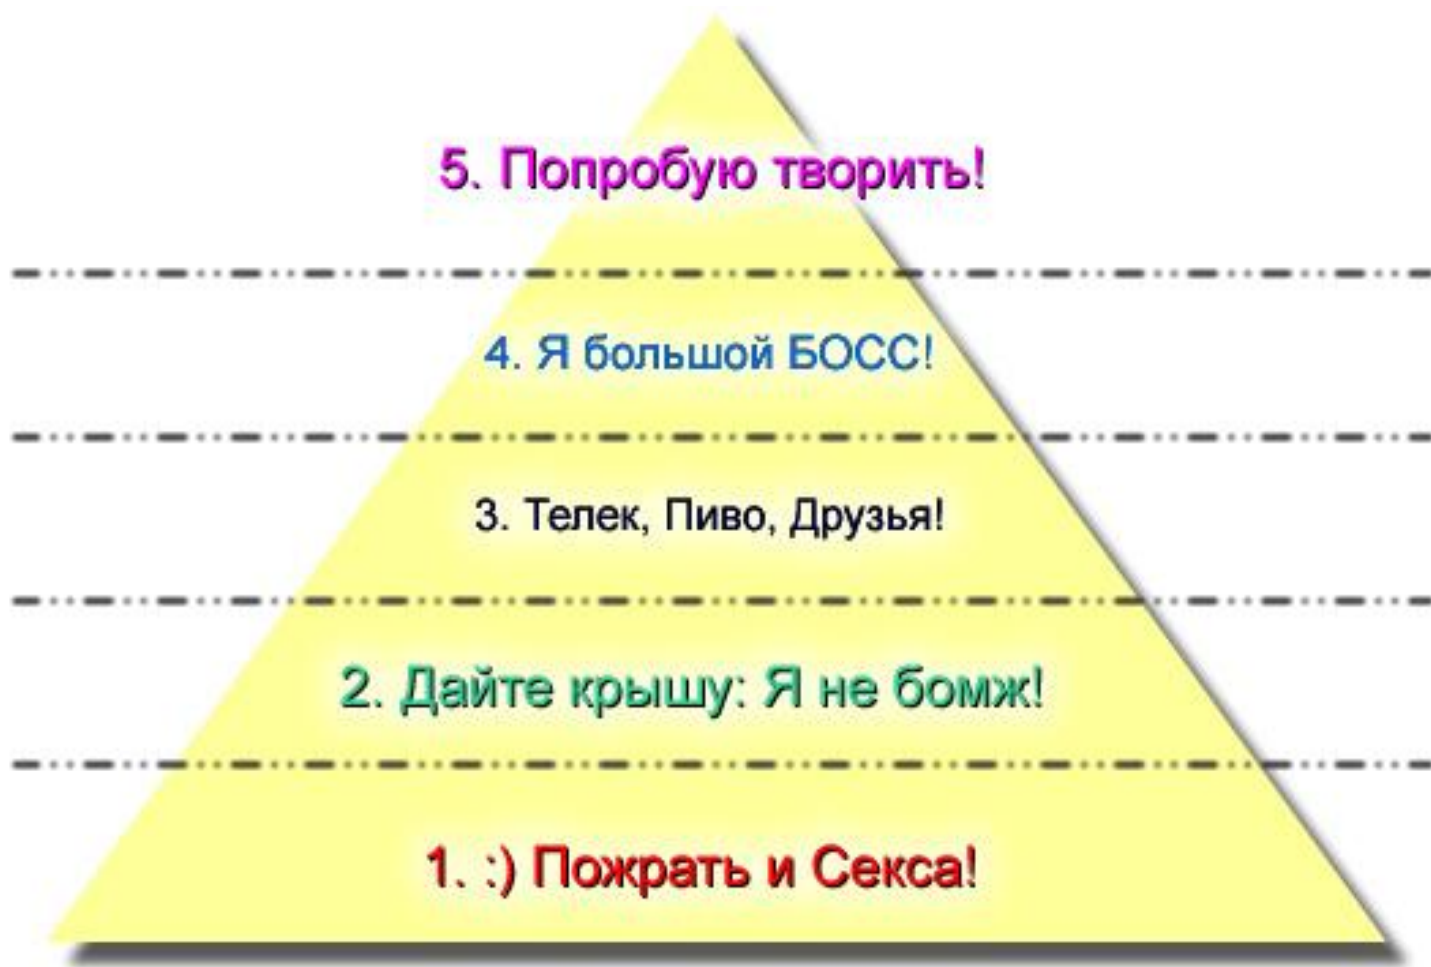 5. Попробую творить!
4. Я большой БОСС!
3. Телек, Пиво, Друзья!
2. Дайте крышу: Я не бомж!
1. :) Пожрать и Секса!